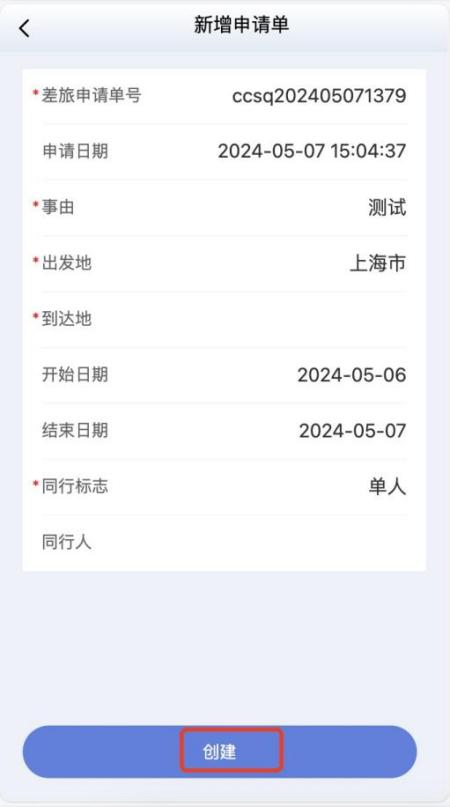 新增申请单
*差旅申请单号 ccsq202405071379
申请日期 2024-05-07 15:04:37
*事由 测试
*出发地 上海市
*到达地
开始日期 2024-05-06
结束日期 2024-05-07
*同行标志 单人
同行人
创建